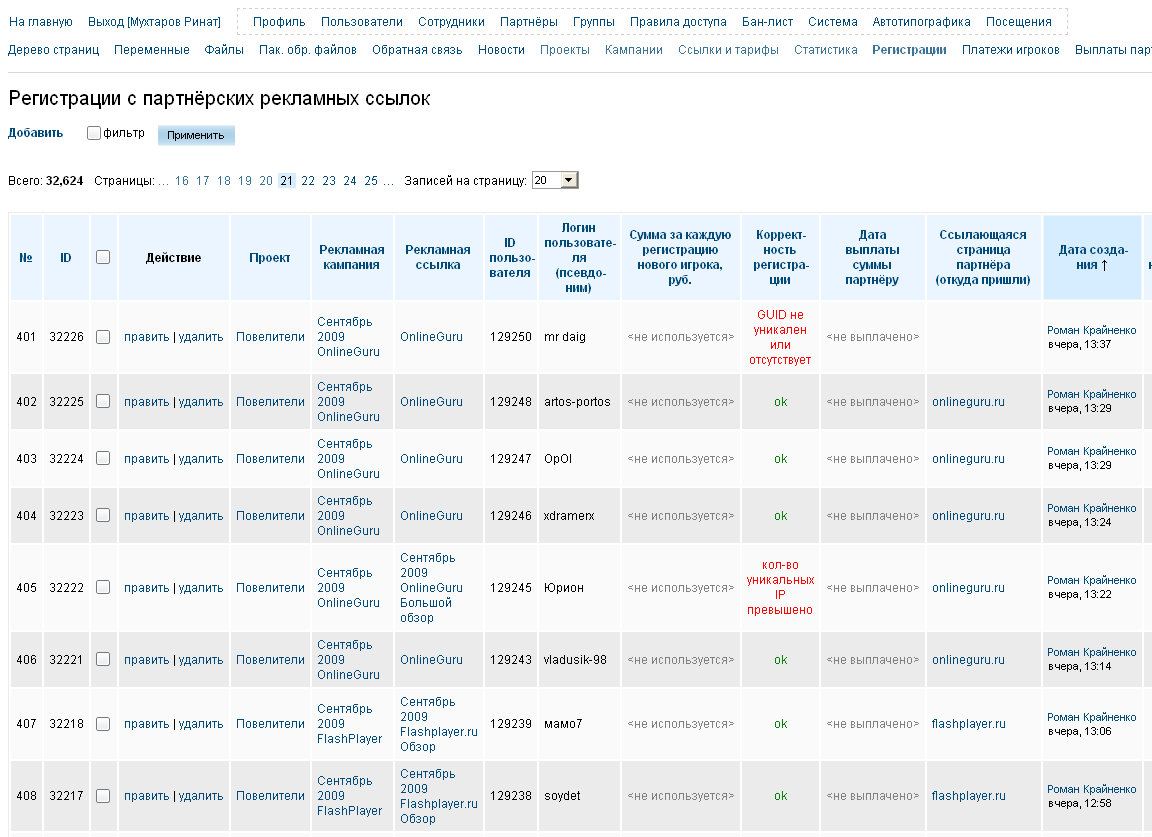 На главную Выход [Мухтаров Ринат] Профиль Пользователи Сотрудники Партнёры Группы Правила доступа Бан-лист Система Автотипографика Посещения
Дерево страниц Переменные Файлы Пак. обр. файлов Обратная связь Новости Проекты Кампании Ссылки и тарифы Статистика Регистрации Платежи игроков Выплаты пар
Регистрации с партнёрских рекламных ссылок
Добавить фильтр Применить
Всего: 32,624 Страницы: ... 16 17 18 19 20 21 22 23 24 25 ... Записей на страницу: 20
№ ID Действие Проект
Рекламная
кампания
Рекламная
ссылка
ID
пользо-
вателя
Логин
пользовате-
ля
(псевдо-
ним)
Сумма за каждую
регистрацию
нового игрока,
руб.
Коррект-
ность
регистра-
ции
Дата
выплаты
суммы
партнёру
Ссылающаяся
страница
партнёра
(откуда пришли)
Дата созда-
ния ↑
401 32226 править | удалить Повелители
Сентябрь
2009
OnlineGuru
OnlineGuru 129250 mr daig <не используется>
GUID не
уникален
или
отсутствует
<не выплачено>
Роман Крайненко
вчера, 13:37
402 32225 править | удалить Повелители
Сентябрь
2009
OnlineGuru
OnlineGuru 129248 artos-portos <не используется> ok <не выплачено> onlineguru.ru
Роман Крайненко
вчера, 13:29
403 32224 править | удалить Повелители
Сентябрь
2009
OnlineGuru
OnlineGuru 129247 OpOl <не используется> ok <не выплачено> onlineguru.ru
Роман Крайненко
вчера, 13:29
404 32223 править | удалить Повелители
Сентябрь
2009
OnlineGuru
OnlineGuru 129246 xdramerx <не используется> ok <не выплачено> onlineguru.ru
Роман Крайненко
вчера, 13:24
405 32222 править | удалить Повелители
Сентябрь
2009
OnlineGuru
Сентябрь
2009
OnlineGuru
Большой
обзор
129245 Юрион <не используется>
кол-во
уникальных
IP
превышено
<не выплачено> onlineguru.ru
Роман Крайненко
вчера, 13:22
406 32221 править | удалить Повелители
Сентябрь
2009
OnlineGuru
OnlineGuru 129243 vladusik-98 <не используется> ok <не выплачено> onlineguru.ru
Роман Крайненко
вчера, 13:14
407 32218 править | удалить Повелители
Сентябрь
2009
FlashPlayer
Сентябрь
2009
Flashplayer.ru
Обзор
129239 мамо7 <не используется> ok <не выплачено> flashplayer.ru
Роман Крайненко
вчера, 13:06
408 32217 править | удалить Повелители
Сентябрь
2009
FlashPlayer
Сентябрь
2009
Flashplayer.ru
Обзор
129238 soydet <не используется> ok <не выплачено> flashplayer.ru
Роман Крайненко
вчера, 12:58